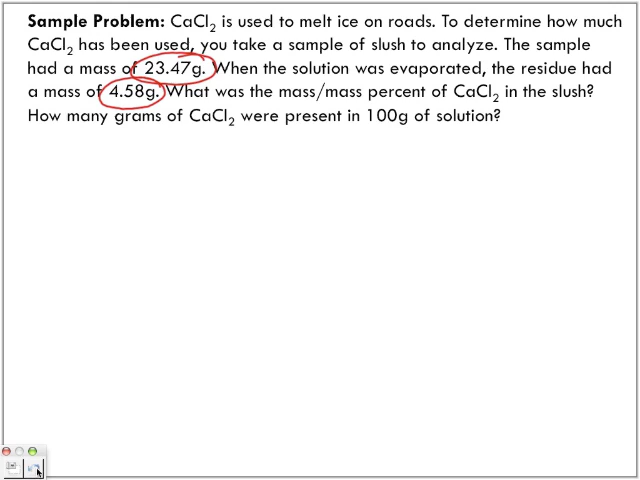 Sample Problem: CaCl₂ is used to melt ice on roads. To determine how much
CaCl₂ has been used, you take a sample of slush to analyze. The sample
had a mass of 23.47g. When the solution was evaporated, the residue had
a mass of 4.58g. What was the mass/mass percent of CaCl₂ in the slush?
How many grams of CaCl₂ were present in 100g of solution?